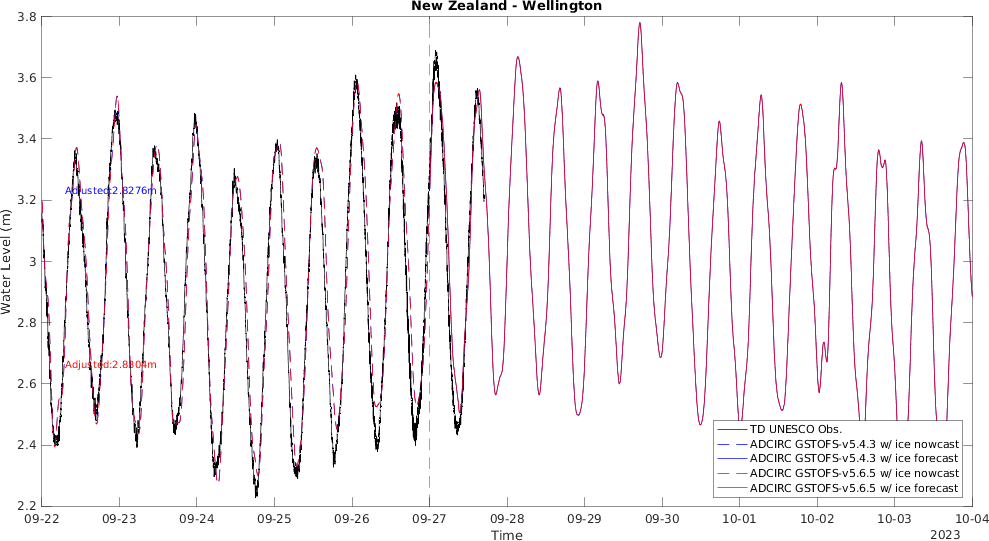 New Zealand - Wellington
3.8
3.6
3.4
3.2
3
2.8
2.6
2.4
2.2
Water Level (m)
Adjusted:2.8276m
Adjusted:2.8304m
TD UNESCO Obs.
ADCIRC GSTOFS-v5.4.3 w/ ice nowcast
ADCIRC GSTOFS-v5.4.3 w/ ice forecast
ADCIRC GSTOFS-v5.6.5 w/ ice nowcast
ADCIRC GSTOFS-v5.6.5 w/ ice forecast
09-22 09-23 09-24 09-25 09-26 09-27 09-28 09-29 09-30 10-01 10-02 10-03 10-04
Time
2023